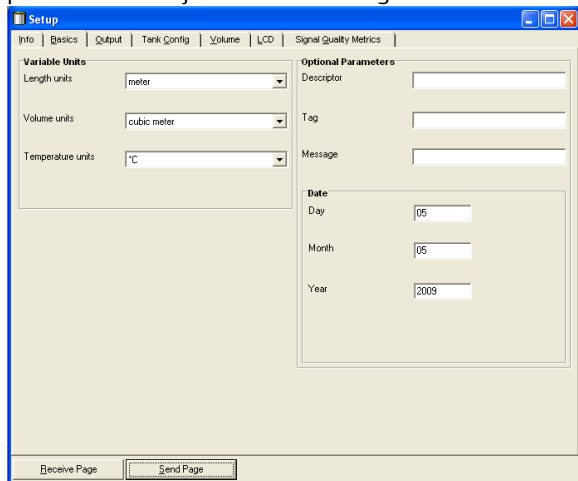 Setup
Info Basics Output Tank Config Volume LCD Signal Quality Metrics
Variable Units
Length units meter
Volume units cubic meter
Temperature units °C
Optional Parameters
Descriptor
Tag
Message
Date
Day 05
Month 05
Year 2009
Receive Page Send Page